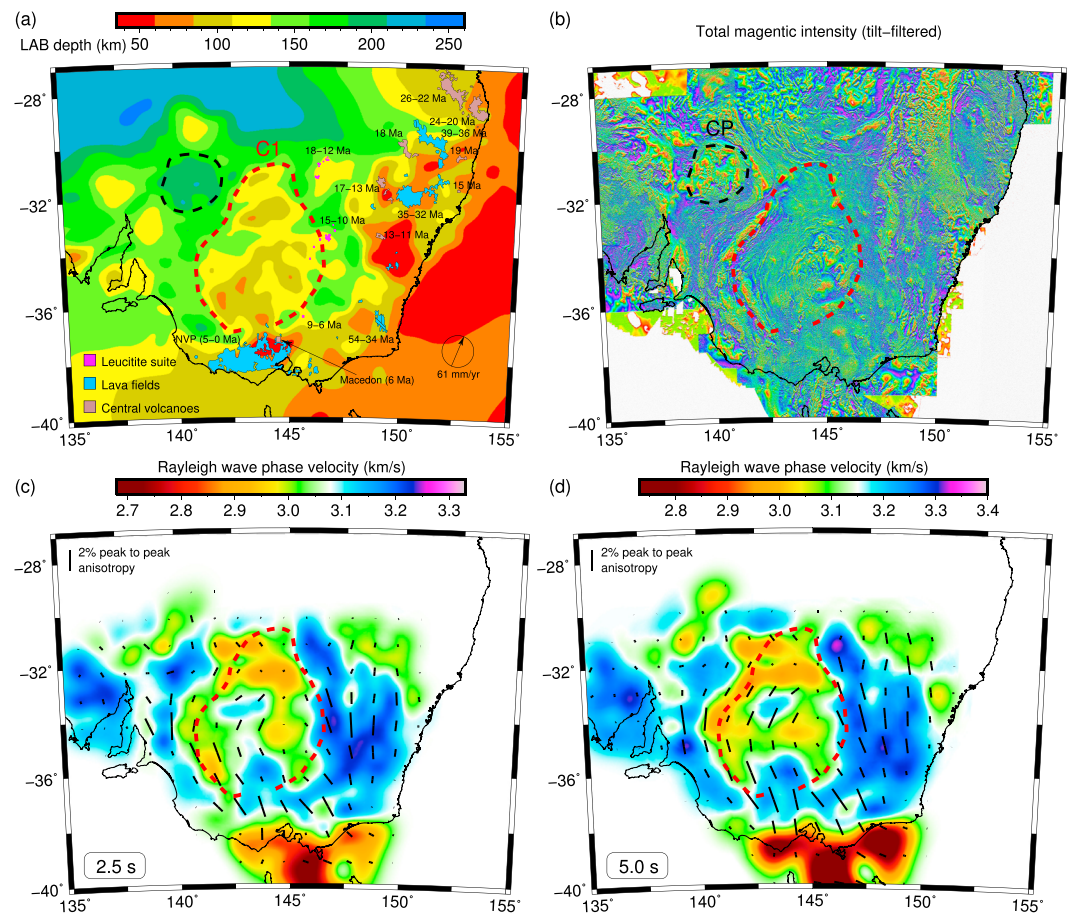 (a)
LAB depth (km)
50
100
150
200
250
−28˚
−32˚
−36˚
−40˚
135˚
140˚
145˚
150˚
155˚
C1
26−22 Ma
24−20 Ma
39−36 Ma
18 Ma
19 Ma
18−12 Ma
17−13 Ma
15 Ma
35−32 Ma
15−10 Ma
13−11 Ma
9−6 Ma
54−34 Ma
NVP (5−0 Ma)
Macedon (6 Ma)
61 mm/yr
Leucitite suite
Lava fields
Central volcanoes
(b)
Total magentic intensity (tilt−filtered)
CP
−28˚
−32˚
−36˚
−40˚
135˚
140˚
145˚
150˚
155˚
(c)
Rayleigh wave phase velocity (km/s)
2.7
2.8
2.9
3.0
3.1
3.2
3.3
2% peak to peak
anisotropy
−28˚
−32˚
−36˚
−40˚
2.5 s
135˚
140˚
145˚
150˚
155˚
(d)
Rayleigh wave phase velocity (km/s)
2.8
2.9
3.0
3.1
3.2
3.3
3.4
2% peak to peak
anisotropy
−28˚
−32˚
−36˚
−40˚
5.0 s
135˚
140˚
145˚
150˚
155˚